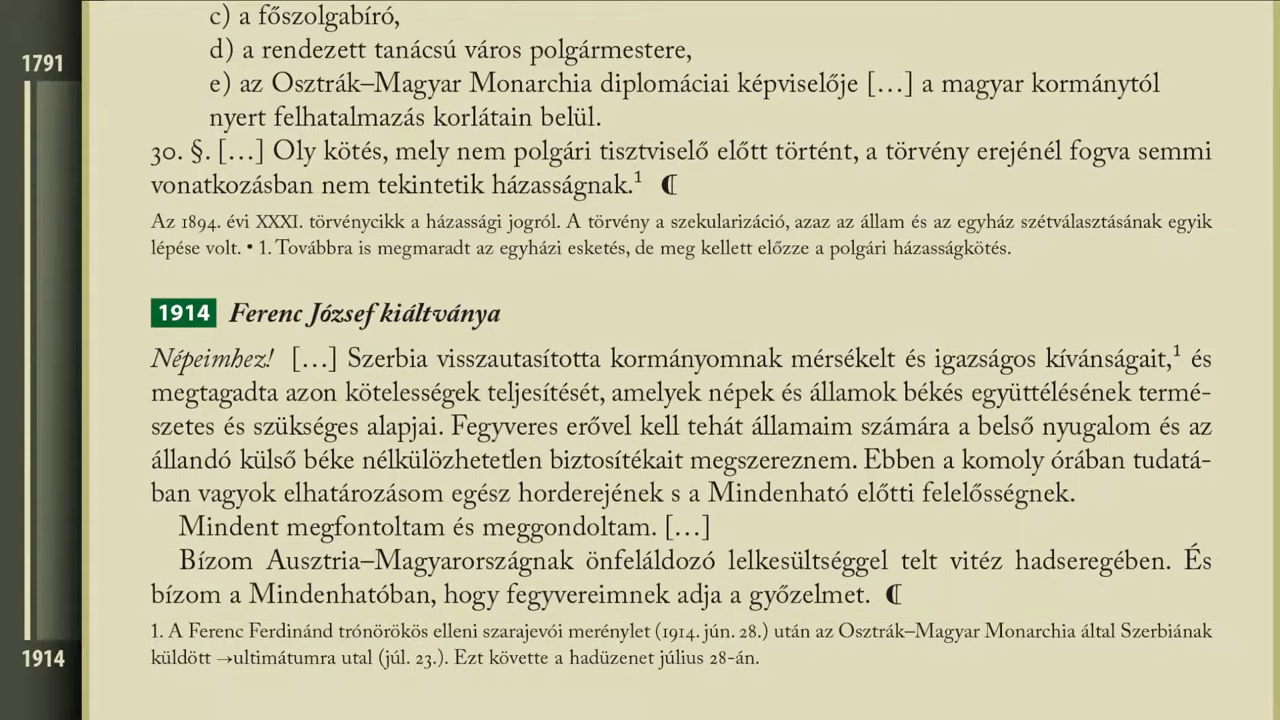 c) a főszolgabíró,
d) a rendezett tanácsú város polgármestere,
1791
e) az Osztrák–Magyar Monarchia diplomáciai képviselője […] a magyar kormánytól
nyert felhatalmazás korlátain belül.
30. §. […] Oly kötés, mely nem polgári tisztviselő előtt történt, a törvény erejénél fogva semmi
vonatkozásban nem tekintetik házasságnak.¹ ¶
Az 1894. évi XXXI. törvénycikk a házassági jogról. A törvény a szekularizáció, azaz az állam és az egyház szétválasztásának egyik
lépése volt. • 1. Továbbra is megmaradt az egyházi esketés, de meg kellett előzze a polgári házasságkötés.
1914 Ferenc József kiáltványa
Népeimhez! […] Szerbia visszautasította kormányomnak mérsékelt és igazságos kívánságait,¹ és
megtagadta azon kötelességek teljesítését, amelyek népek és államok békés együttélésének termé-
szetes és szükséges alapjai. Fegyveres erővel kell tehát államaim számára a belső nyugalom és az
állandó külső béke nélkülözhetetlen biztosítékait megszereznem. Ebben a komoly órában tudatá-
ban vagyok elhatározásom egész horderejének s a Mindenható előtti felelősségnek.
Mindent megfontoltam és meggondoltam. […]
Bízom Ausztria–Magyarországnak önfeláldozó lelkesültséggel telt vitéz hadseregében. És
bízom a Mindenhatóban, hogy fegyvereimnek adja a győzelmet. ¶
1. A Ferenc Ferdinánd trónörökös elleni szarajevói merénylet (1914. jún. 28.) után az Osztrák–Magyar Monarchia által Szerbiának
küldött →ultimátumra utal (júl. 23.). Ezt követte a hadüzenet július 28-án.
1914